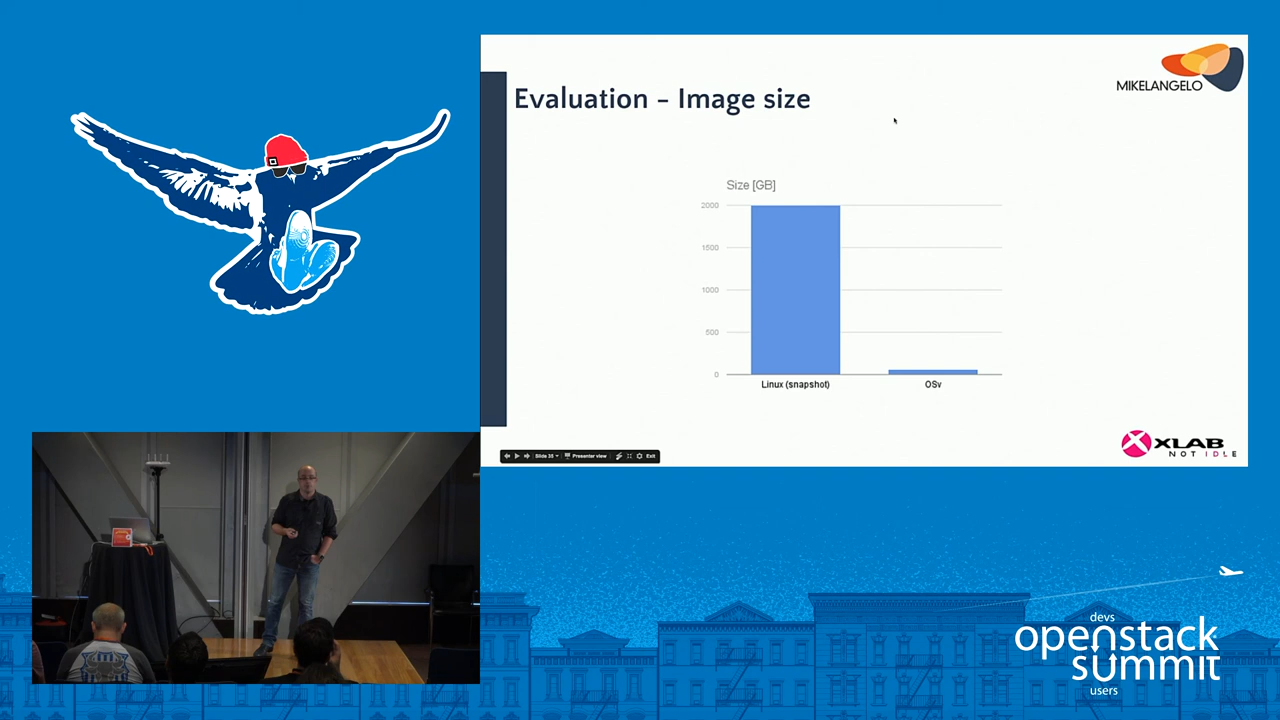 Evaluation – Image size
MIKELANGELO
Size [GB]
2000
1500
1000
500
0
Linux (snapshot)
OSv
XLAB
NOT IDLE
Slide 35
Presenter view
Exit
devs
openstack
summit
users